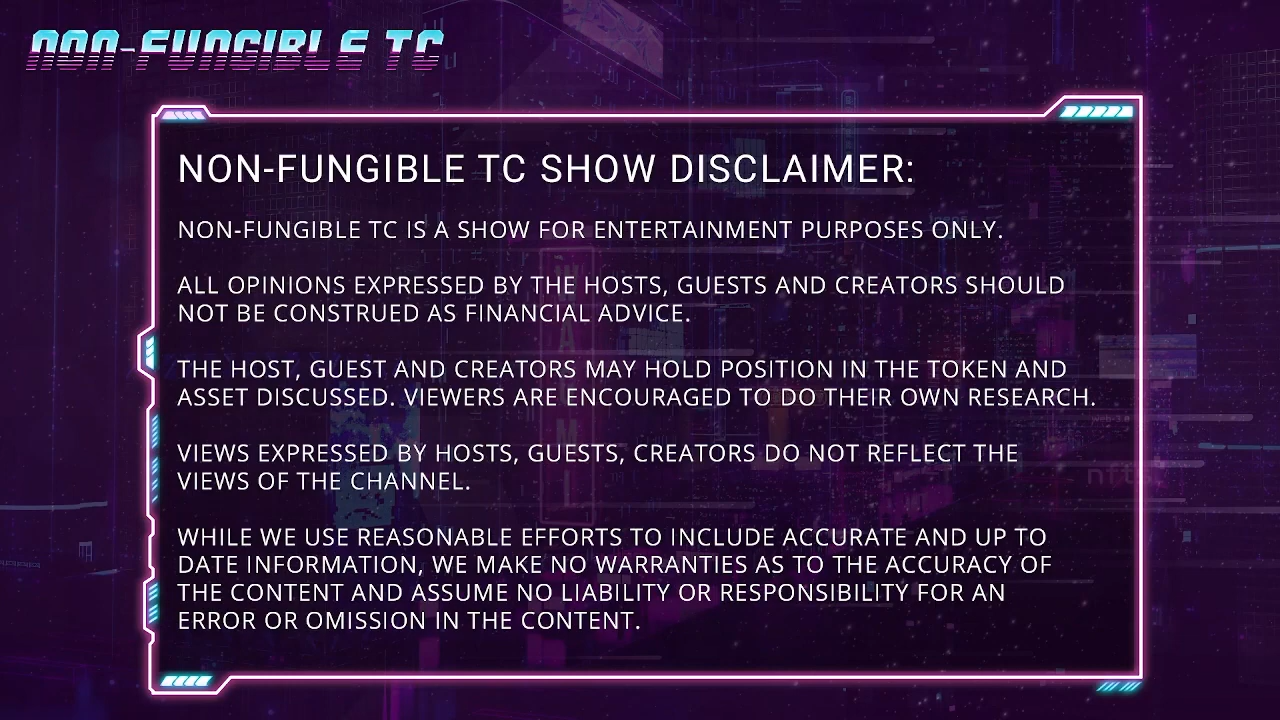 NON-FUNGIBLE TC
NON-FUNGIBLE TC SHOW DISCLAIMER:
NON-FUNGIBLE TC IS A SHOW FOR ENTERTAINMENT PURPOSES ONLY.
ALL OPINIONS EXPRESSED BY THE HOSTS, GUESTS AND CREATORS SHOULD
NOT BE CONSTRUED AS FINANCIAL ADVICE.
THE HOST, GUEST AND CREATORS MAY HOLD POSITION IN THE TOKEN AND
ASSET DISCUSSED. VIEWERS ARE ENCOURAGED TO DO THEIR OWN RESEARCH.
VIEWS EXPRESSED BY HOSTS, GUESTS, CREATORS DO NOT REFLECT THE
VIEWS OF THE CHANNEL.
WHILE WE USE REASONABLE EFFORTS TO INCLUDE ACCURATE AND UP TO
DATE INFORMATION, WE MAKE NO WARRANTIES AS TO THE ACCURACY OF
THE CONTENT AND ASSUME NO LIABILITY OR RESPONSIBILITY FOR AN
ERROR OR OMISSION IN THE CONTENT.